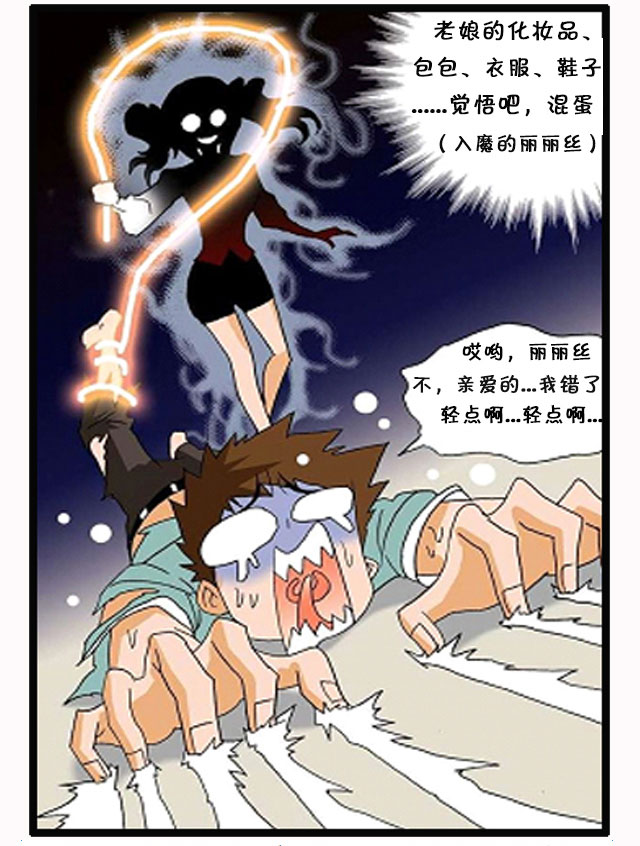 老娘的化妆品、
包包、衣服、鞋子
......觉悟吧，混蛋
（入魔的丽丽丝）
哎哟，丽丽丝
不，亲爱的...我错了
轻点啊...轻点啊...